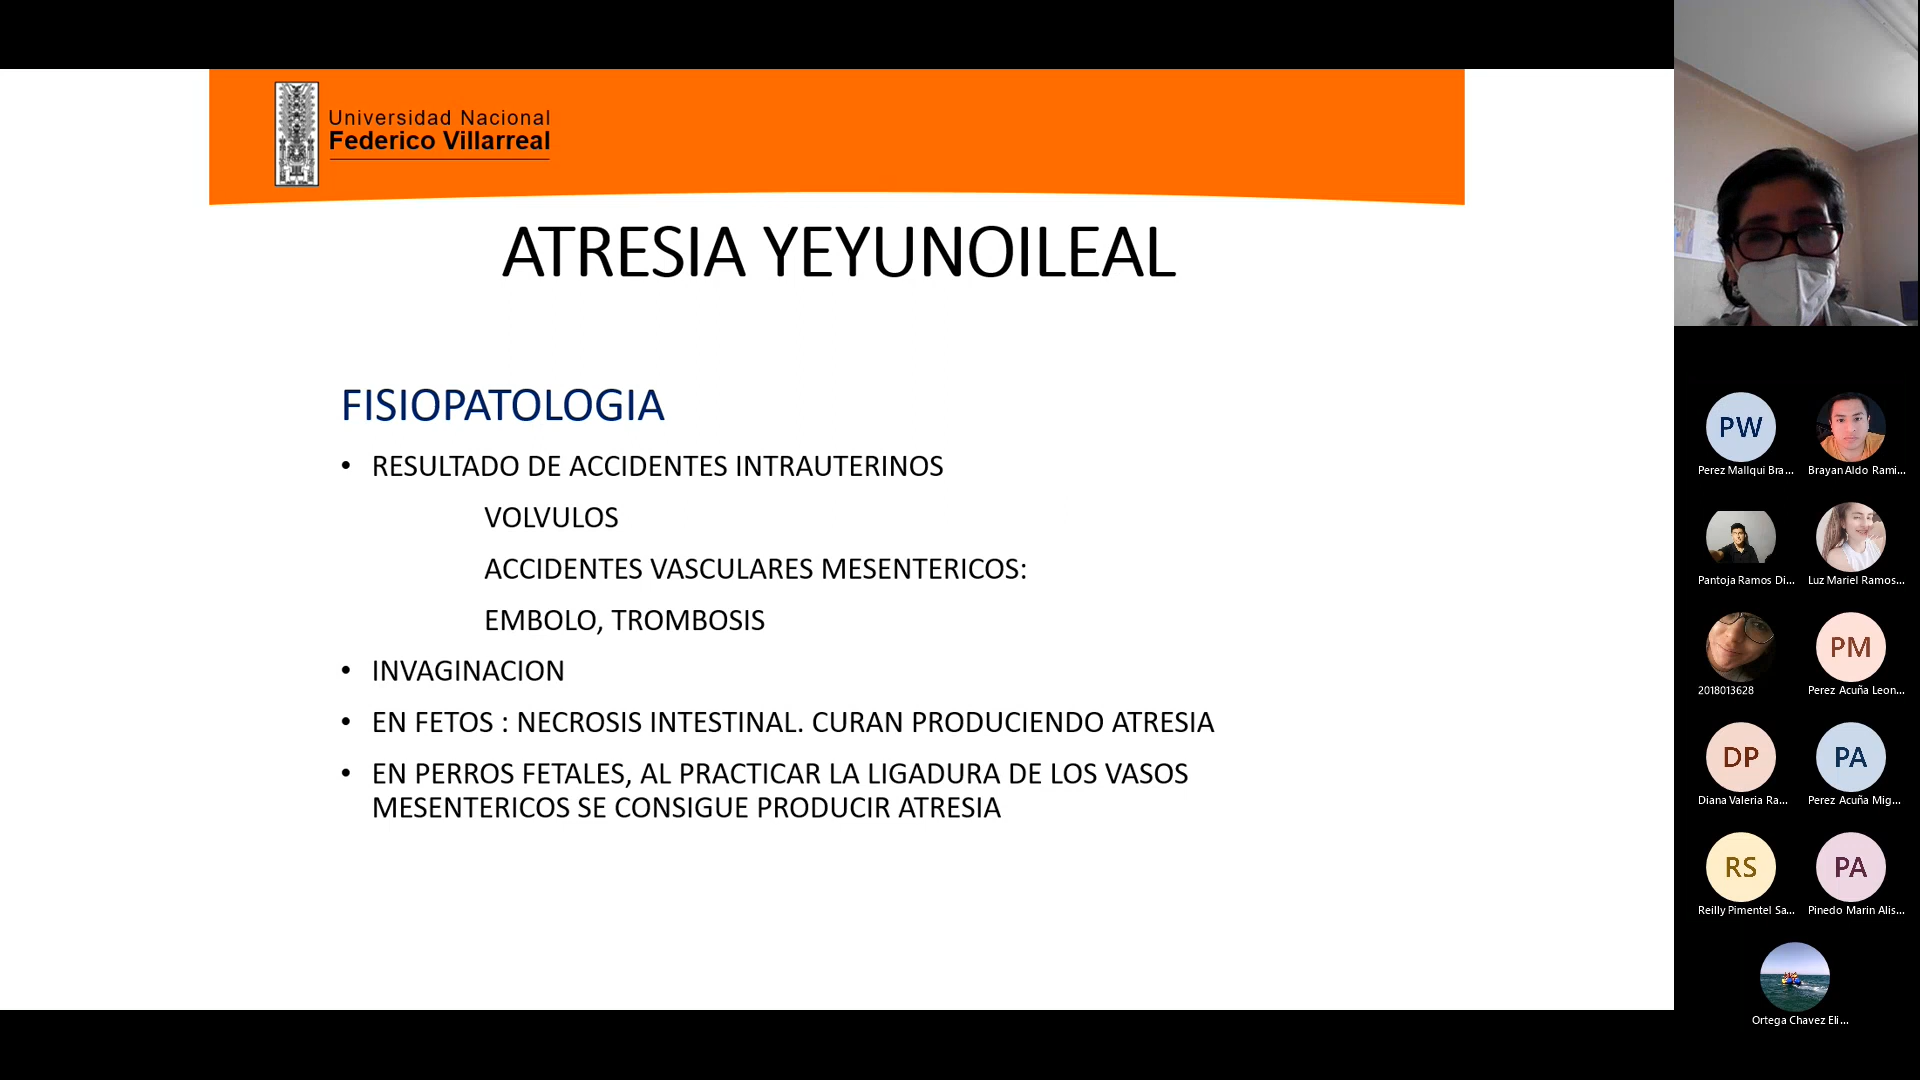 Universidad Nacional
Federico Villarreal
ATRESIA YEYUNOILEAL
FISIOPATOLOGIA
• RESULTADO DE ACCIDENTES INTRAUTERINOS
VOLVULOS
ACCIDENTES VASCULARES MESENTERICOS:
EMBOLO, TROMBOSIS
• INVAGINACION
• EN FETOS : NECROSIS INTESTINAL. CURAN PRODUCIENDO ATRESIA
• EN PERROS FETALES, AL PRACTICAR LA LIGADURA DE LOS VASOS
MESENTERICOS SE CONSIGUE PRODUCIR ATRESIA
PW
Perez Mallqui Bra...
Brayan Aldo Rami...
Pantoja Ramos Di...
Luz Mariel Ramos...
2018013628
PM
Perez Acuña Leon...
DP
Diana Valeria Ra...
PA
Perez Acuña Mig...
RS
Reilly Pimentel Sa...
PA
Pinedo Marin Alis...
Ortega Chavez Eli...